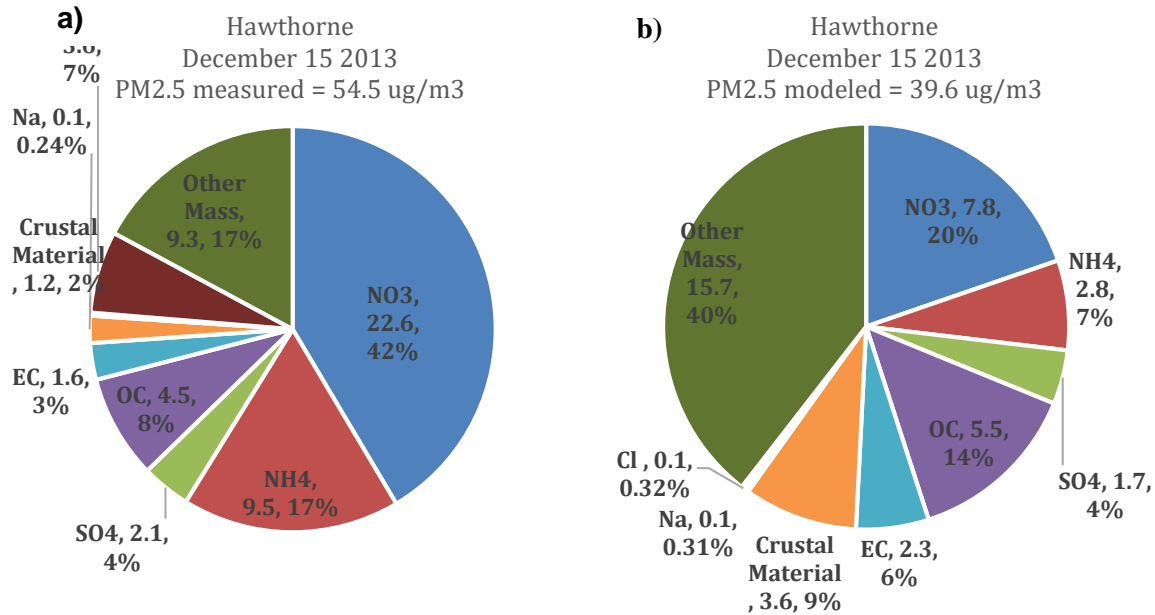 a)
Hawthorne
December 15 2013
PM2.5 measured = 54.5 ug/m3
7%
Na, 0.1,
0.24%
Crustal
Material
, 1.2, 2%
EC, 1.6,
3%
OC, 4.5,
8%
SO4, 2.1,
4%
NH4,
9.5, 17%
NO3,
22.6,
42%
Other
Mass,
9.3, 17%
b)
Hawthorne
December 15 2013
PM2.5 modeled = 39.6 ug/m3
NO3, 7.8,
20%
NH4,
2.8,
7%
SO4, 1.7,
4%
OC, 5.5,
14%
EC, 2.3,
6%
Crustal
Material
, 3.6, 9%
Na, 0.1,
0.31%
Cl , 0.1,
0.32%
Other
Mass,
15.7,
40%